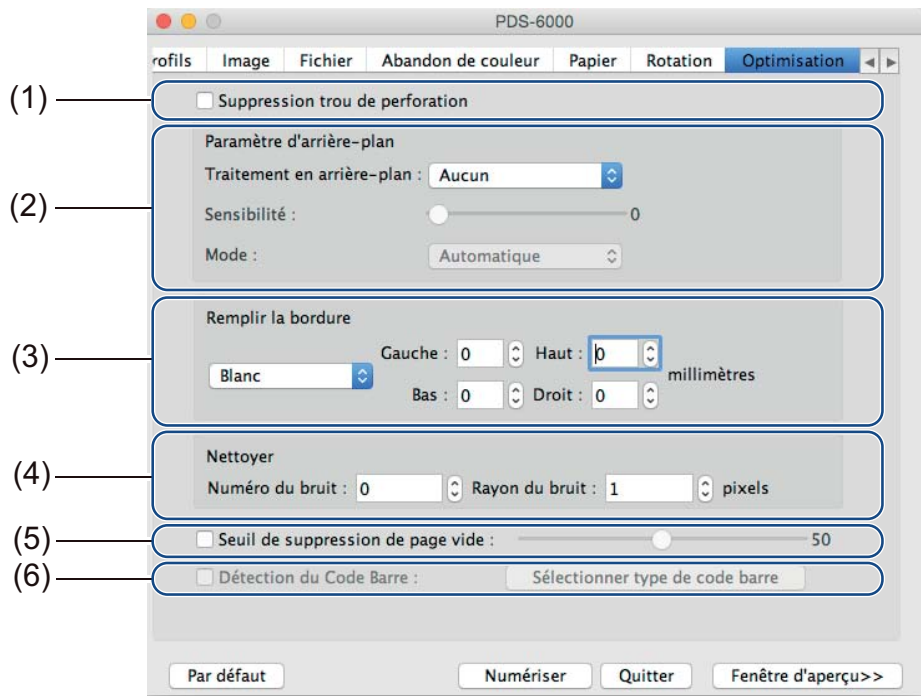 PDS-6000
rofils Image Fichier Abandon de couleur Papier Rotation Optimisation
(1) Suppression trou de perforation
Paramètre d'arrière-plan
Traitement en arrière-plan : Aucun
(2) Sensibilité : 0
Mode : Automatique
Remplir la bordure
(3) Gauche : 0 Haut : 0
Blanc millimètres
Bas : 0 Droit : 0
Nettoyer
(4) Numéro du bruit : 0 Rayon du bruit : 1 pixels
(5) Seuil de suppression de page vide : 50
(6) Détection du Code Barre : Sélectionner type de code barre
Par défaut Numériser Quitter Fenêtre d'aperçu>>